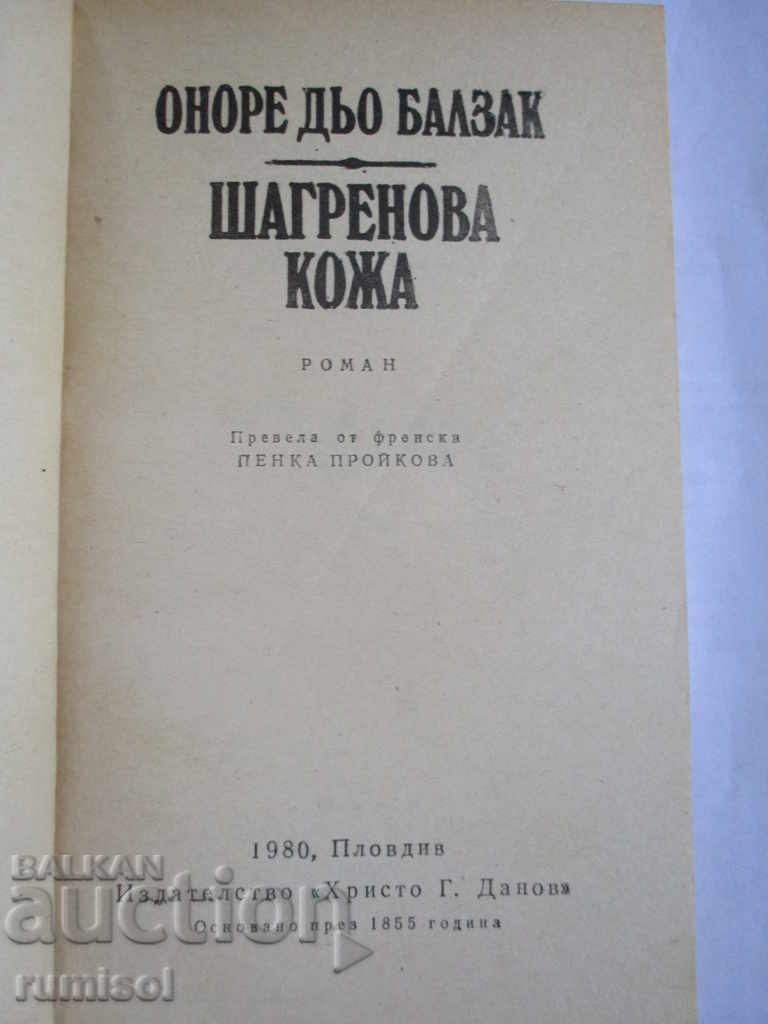 ОНОРЕ ДЬО БАЛЗАК
ШАГРЕНОВА
КОЖА
РОМАН
Превела от френски
ПЕНКА ПРОЙКОВА
1980, Пловдив
Издателство «Христо Г. Данов»
Основано през 1855 година
BALKAN
auction
rumisol